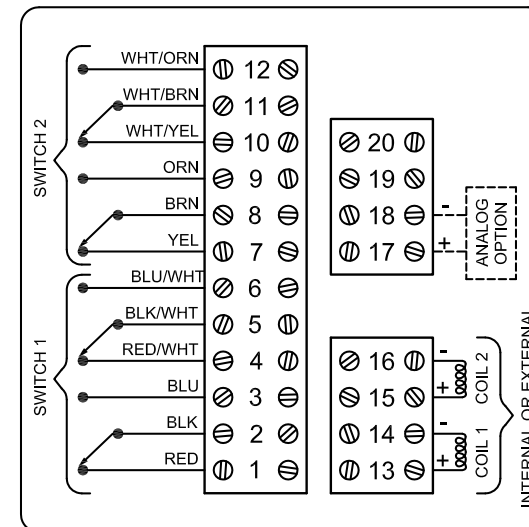 SWITCH 2
WHT/ORN 12
WHT/BRN 11
WHT/YEL 10
ORN 9
BRN 8
YEL 7
SWITCH 1
BLU/WHT 6
BLK/WHT 5
RED/WHT 4
BLU 3
BLK 2
RED 1
20
19
18 -
17 +
ANALOG
OPTION
16 -
15 +
COIL 2
14 -
13 +
COIL 1
INTERNAL OR EXTERNAL